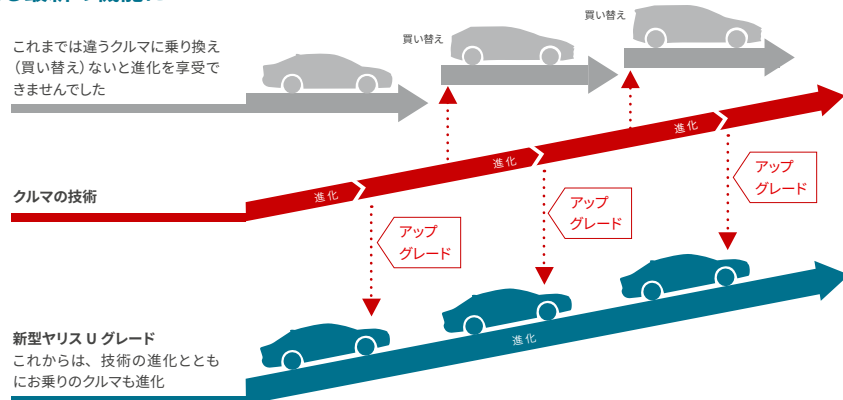 これまでは違うクルマに乗り換え
（買い替え）ないと進化を享受で
きませんでした
買い替え
買い替え
クルマの技術
進化
進化
進化
アップ
グレード
アップ
グレード
アップ
グレード
新型ヤリス U グレード
これからは、技術の進化ととも
にお乗りのクルマも進化
進化